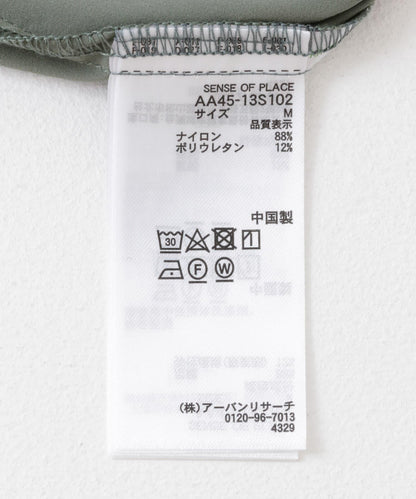 SENSE OF PLACE
AA45-13S102
サイズ M
品質表示
ナイロン 88%
ポリウレタン 12%
中国製
30
F W
(株)アーバンリサーチ
0120-96-7013
4329